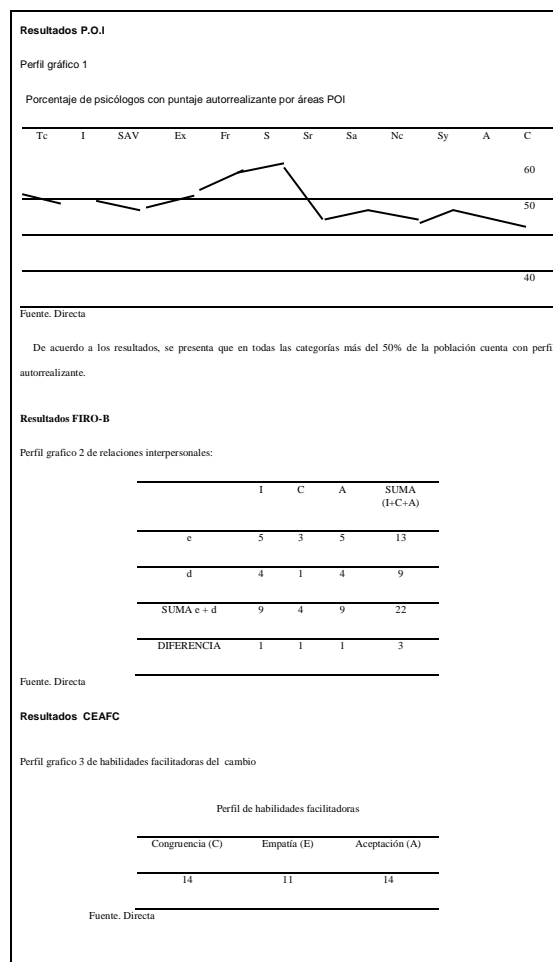 Resultados P.O.I
Perfil gráfico 1
Porcentaje de psicólogos con puntaje autorrealizante por áreas POI
Tc I SAV Ex Fr S Sr Sa Nc Sy A C
60
50
40
Fuente. Directa
De acuerdo a los resultados, se presenta que en todas las categorías más del 50% de la población cuenta con perfil
autorrealizante.
Resultados FIRO-B
Perfil grafico 2 de relaciones interpersonales:
I C A SUMA
(I+C+A)
e 5 3 5 13
d 4 1 4 9
SUMA e + d 9 4 9 22
DIFERENCIA 1 1 1 3
Fuente. Directa
Resultados CEAFC
Perfil grafico 3 de habilidades facilitadoras del cambio
Perfil de habilidades facilitadoras
Congruencia (C) Empatía (E) Aceptación (A)
14 11 14
Fuente. Directa